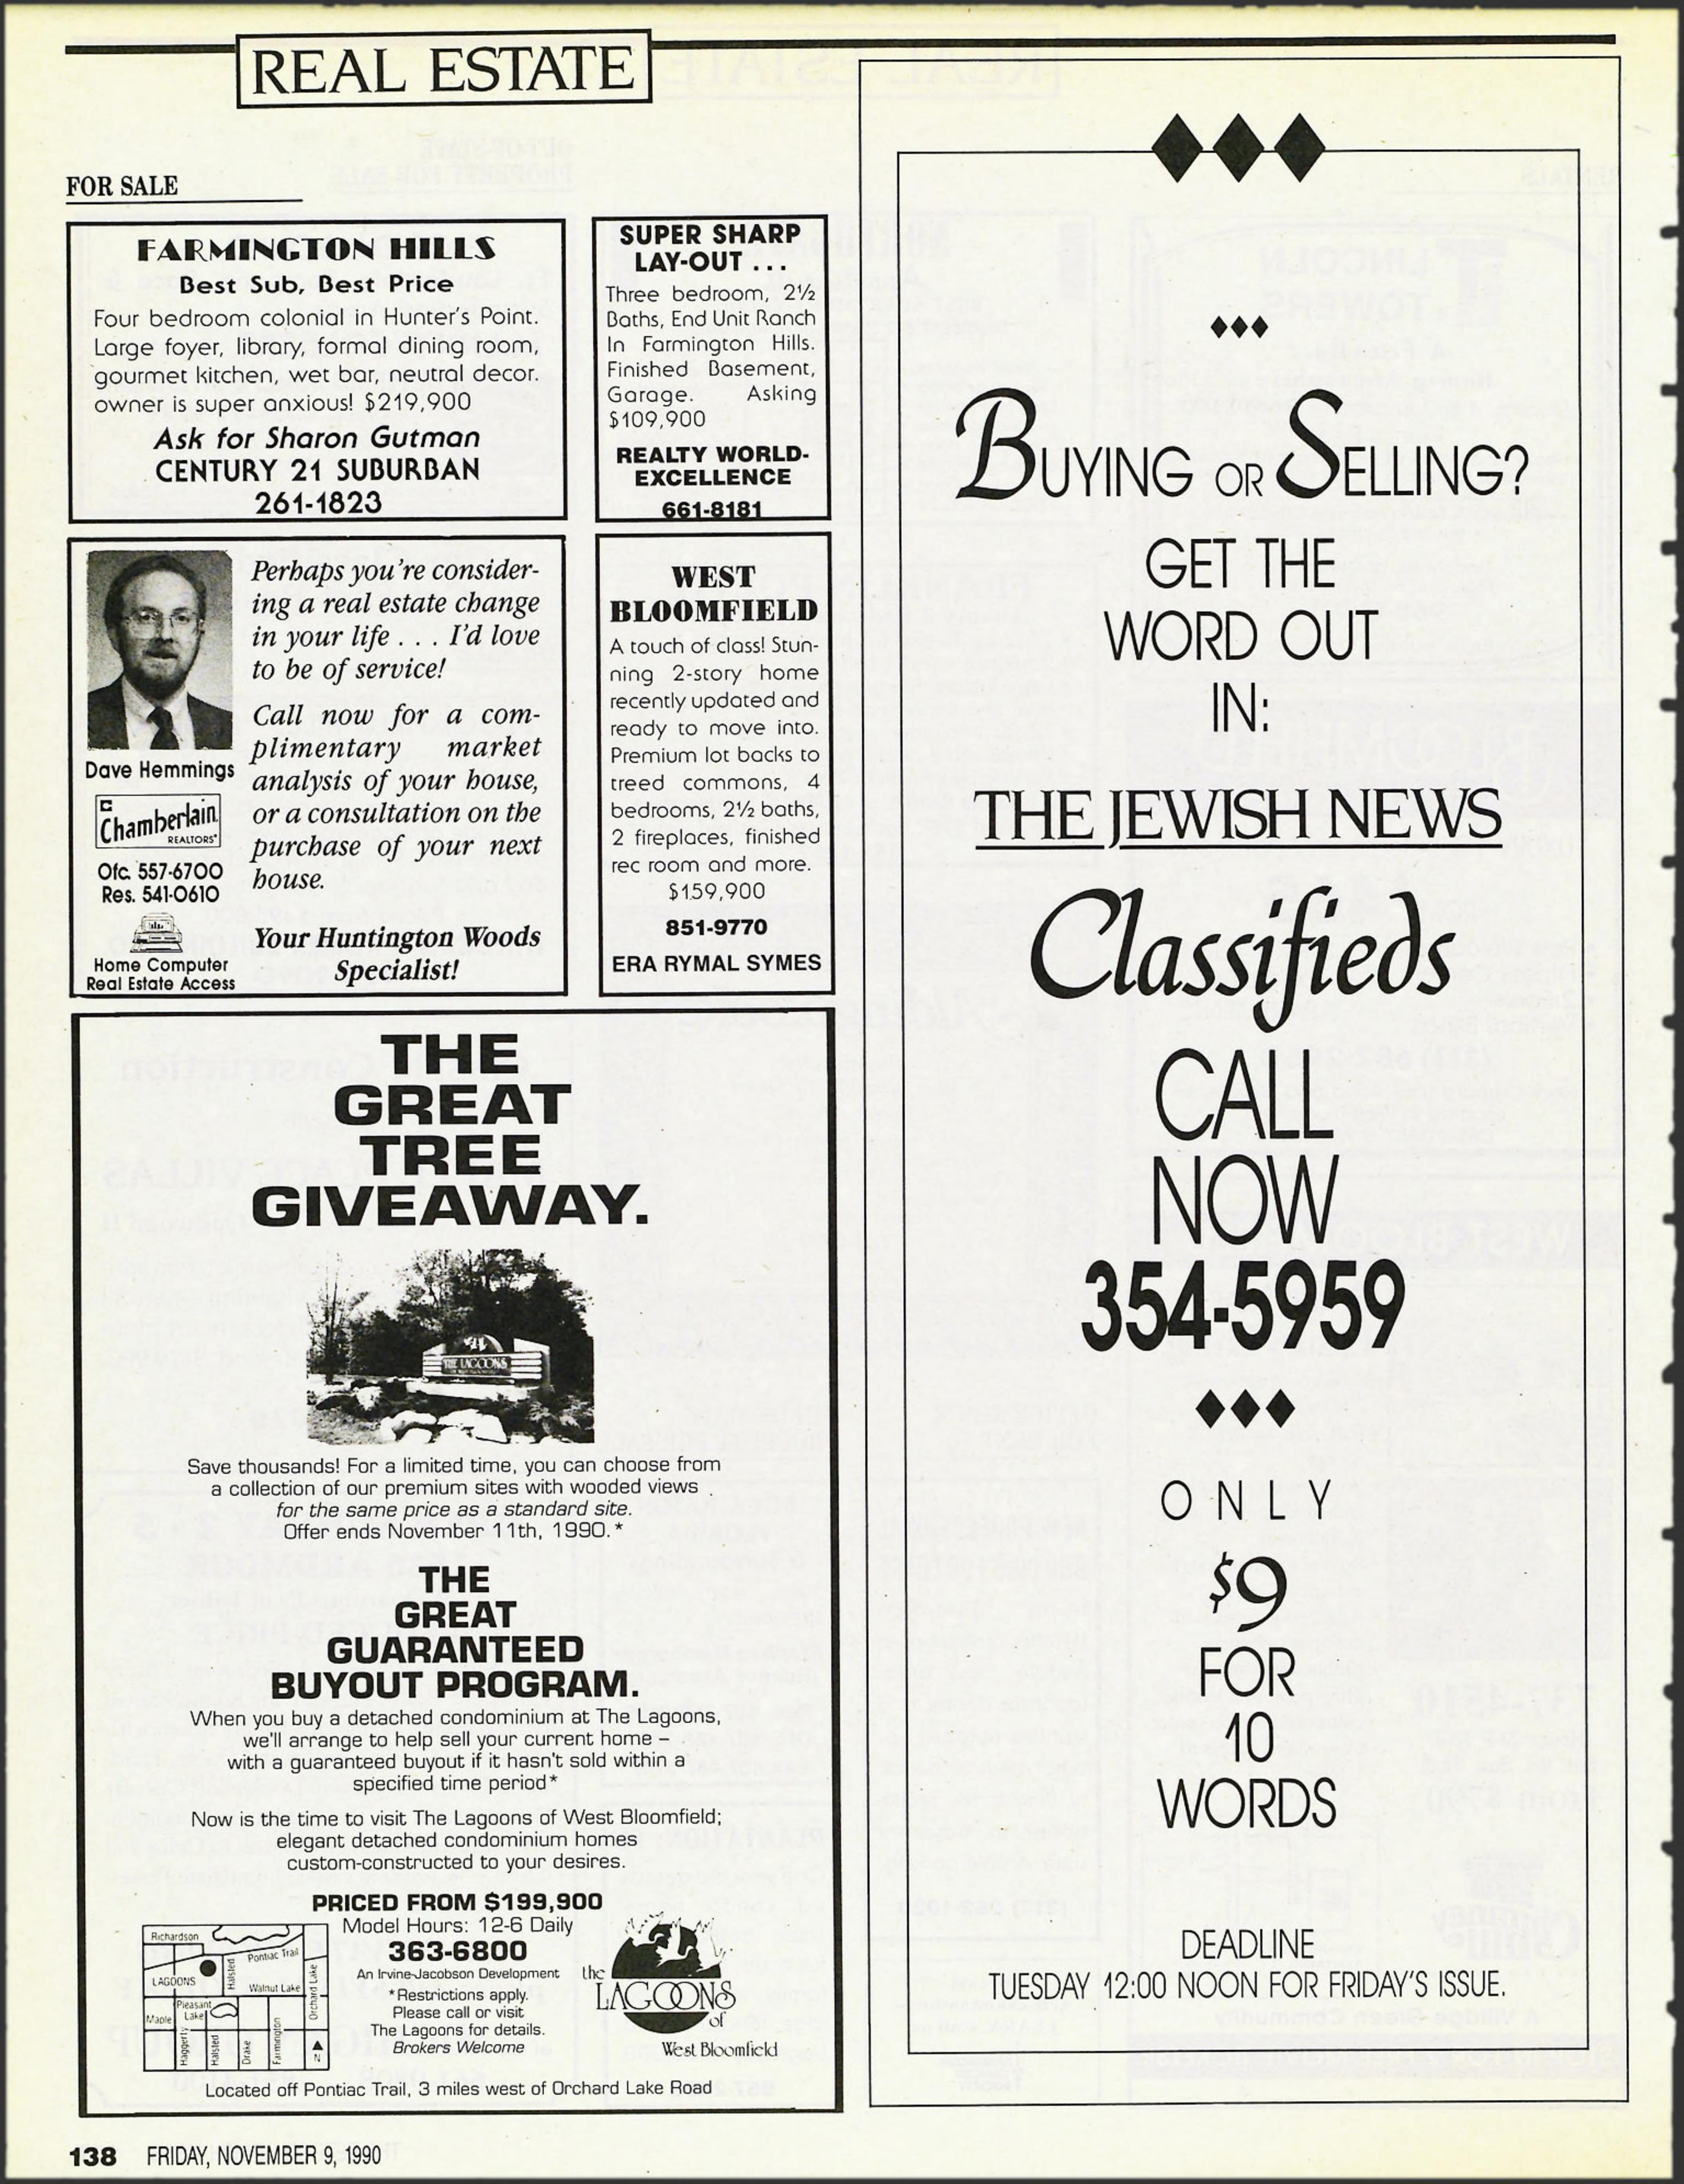 REAL ESTATE
FOR SALE
FARMINGTON HILLS
Best Sub, Best Price
Four bedroom colonial in Hunter's Point.
Large foyer, library, formal dining room,
gourmet kitchen, wet bar, neutral decor.
owner is super anxious! $219,900
Ask for Sharon Gutman
CENTURY 21 SUBURBAN
261-1823
SUPER SHARP
LAY-OUT ...
Three bedroom, 2½
Baths, End Unit Ranch
In Farmington Hills.
Finished Basement,
Garage. Asking
$109,900
REALTY WORLD-
EXCELLENCE
661-8181
Dave Hemmings
Chamberlain
REALTORS
Ofc. 557-6700
Res. 541-0610
Home Computer
Real Estate Access
Perhaps you're consider-
ing a real estate change
in your life . . . I'd love
to be of service!
Call now for a com-
plimentary market
analysis of your house,
or a consultation on the
purchase of your next
house.
Your Huntington Woods
Specialist!
WEST
BLOOMFIELD
A touch of class! Stun-
ning 2-story home
recently updated and
ready to move into.
Premium lot backs to
treed commons, 4
bedrooms, 2½ baths,
2 fireplaces, finished
rec room and more.
$159,900
851-9770
ERA RYMAL SYMES
THE
GREAT
TREE
GIVEAWAY.
THE LAGOONS
Save thousands! For a limited time, you can choose from
a collection of our premium sites with wooded views
for the same price as a standard site.
Offer ends November 11th, 1990.*
THE
GREAT
GUARANTEED
BUYOUT PROGRAM.
When you buy a detached condominium at The Lagoons,
we'll arrange to help sell your current home –
with a guaranteed buyout if it hasn't sold within a
specified time period*
Now is the time to visit The Lagoons of West Bloomfield;
elegant detached condominium homes
custom-constructed to your desires.
PRICED FROM $199,900
Model Hours: 12-6 Daily
363-6800
An Irvine-Jacobson Development
*Restrictions apply.
Please call or visit
The Lagoons for details.
Brokers Welcome
Richardson
Pontiac Trail
LAGOONS
Halsted
Walnut Lake
Orchard Lake
Pleasant
Lake
Maple
Haggerty
Halsted
Drake
Farmington
N
the
LAGOONS
of
West Bloomfield
Located off Pontiac Trail, 3 miles west of Orchard Lake Road
BUYING OR SELLING?
GET THE
WORD OUT
IN:
THE JEWISH NEWS
Classifieds
CALL
NOW
354-5959
ONLY
$9
FOR
10
WORDS
DEADLINE
TUESDAY 12:00 NOON FOR FRIDAY'S ISSUE.
138 FRIDAY, NOVEMBER 9, 1990